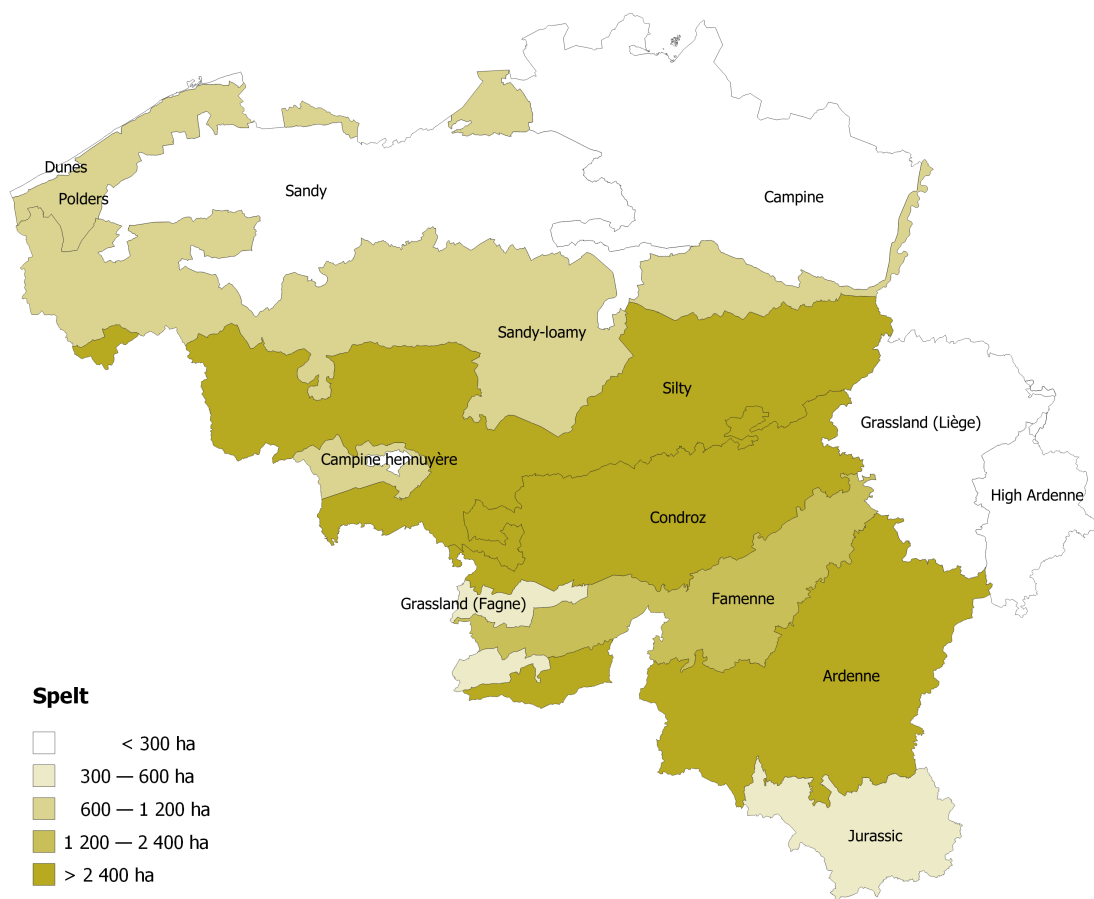 Dunes
Polders
Sandy
Campine
Sandy-loamy
Silty
Grassland (Liège)
Campine hennuyère
High Ardenne
Condroz
Grassland (Fagne)
Famenne
Ardenne
Jurassic
Spelt
< 300 ha
300 — 600 ha
600 — 1 200 ha
1 200 — 2 400 ha
> 2 400 ha